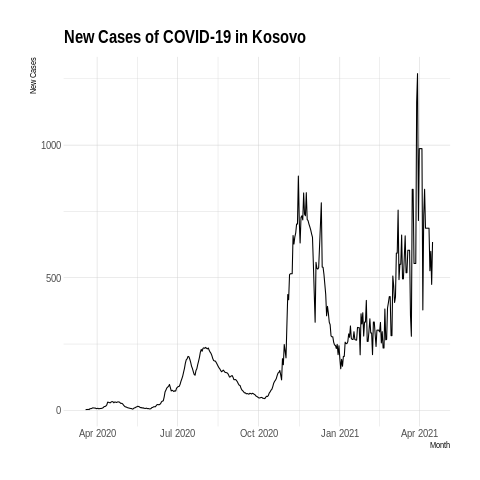 New Cases of COVID-19 in Kosovo
New Cases
1000
500
0
Apr 2020
Jul 2020
Oct 2020
Jan 2021
Apr 2021
Month